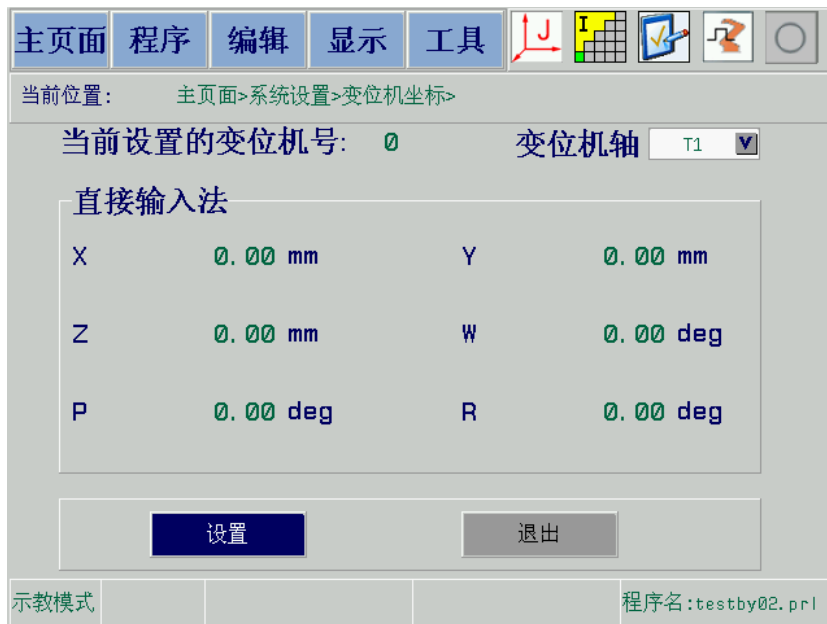 主页面 程序 编辑 显示 工具 J I
当前位置: 主页面>系统设置>变位机坐标>
当前设置的变位机号: 0 变位机轴 T1
直接输入法
X 0.00 mm Y 0.00 mm
Z 0.00 mm W 0.00 deg
P 0.00 deg R 0.00 deg
设置 退出
示教模式 程序名:testby02.prl